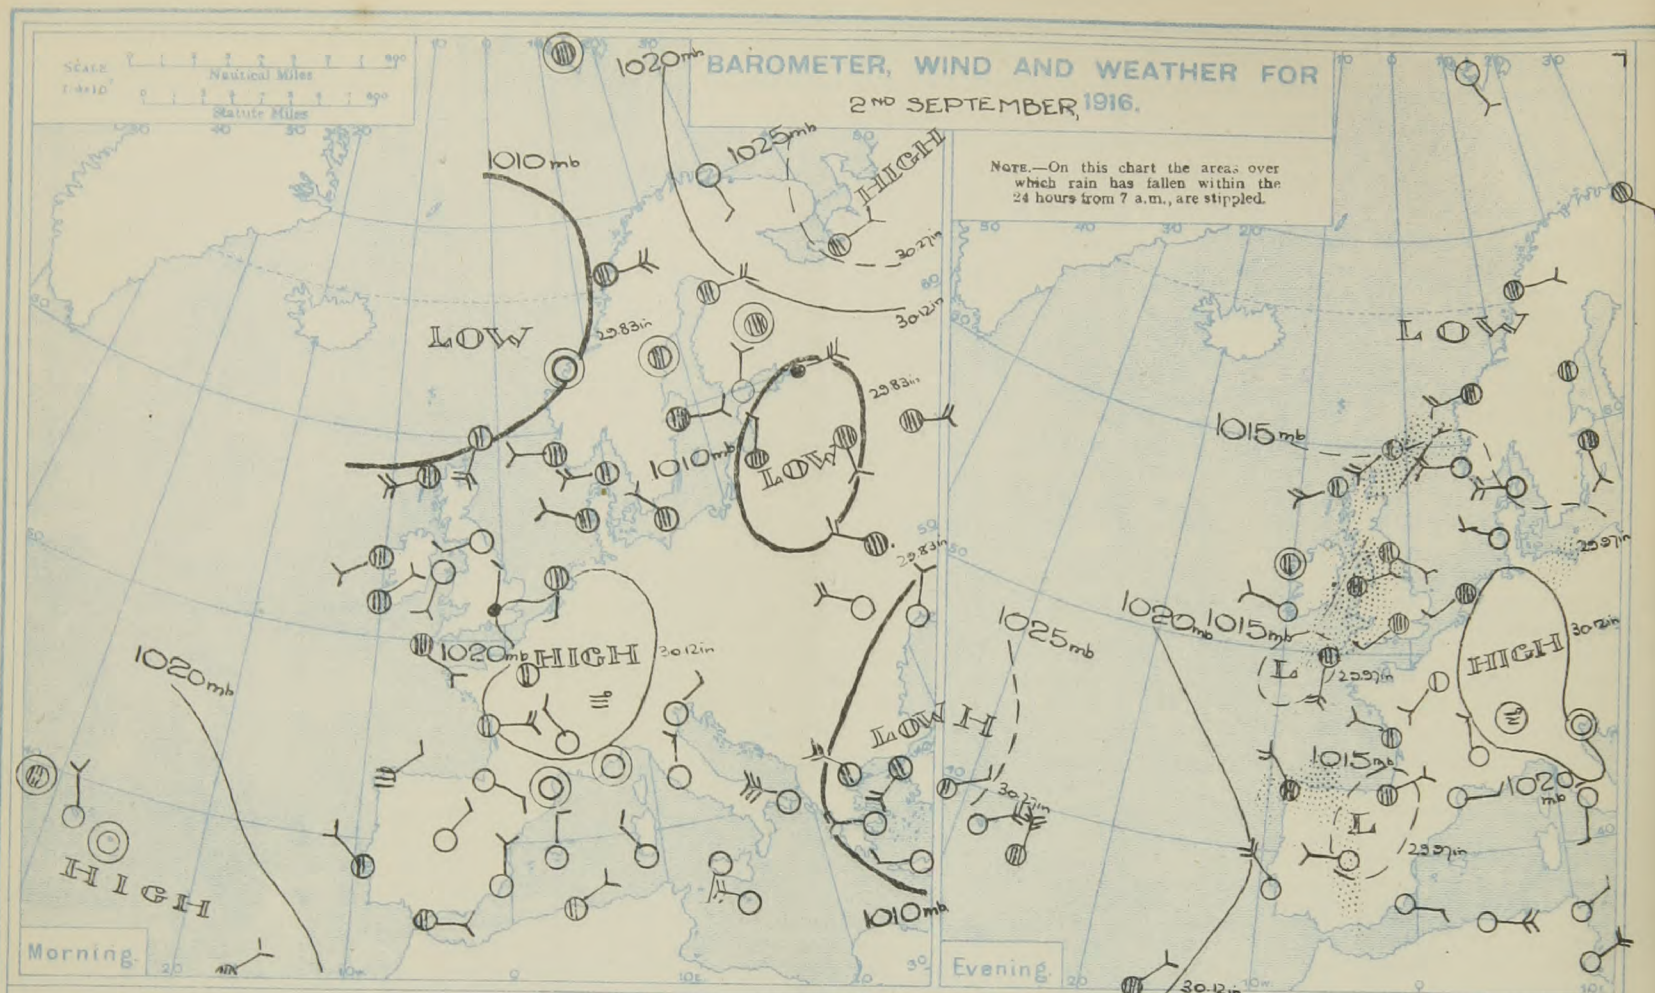 SCALE
Nautical Miles
Statute Miles
BAROMETER, WIND AND WEATHER FOR
2ND SEPTEMBER, 1916.
NOTE.—On this chart the areas over
which rain has fallen within the
24 hours from 7 a.m., are stippled.
1020mb
1010mb
1025mb
HIGH
30.27in
30.12in
LOW
29.83in
29.83in
1010mb
LOW
29.83in
1020mb
HIGH
30.12in
1020mb
LOW
H
HIGH
1010mb
Morning.
LOW
1015mb
29.97in
1025mb
1020mb
1015mb
L
29.97in
HIGH
30.12in
1015mb
1020
mb
30.27in
L
29.97in
30.12in
Evening.